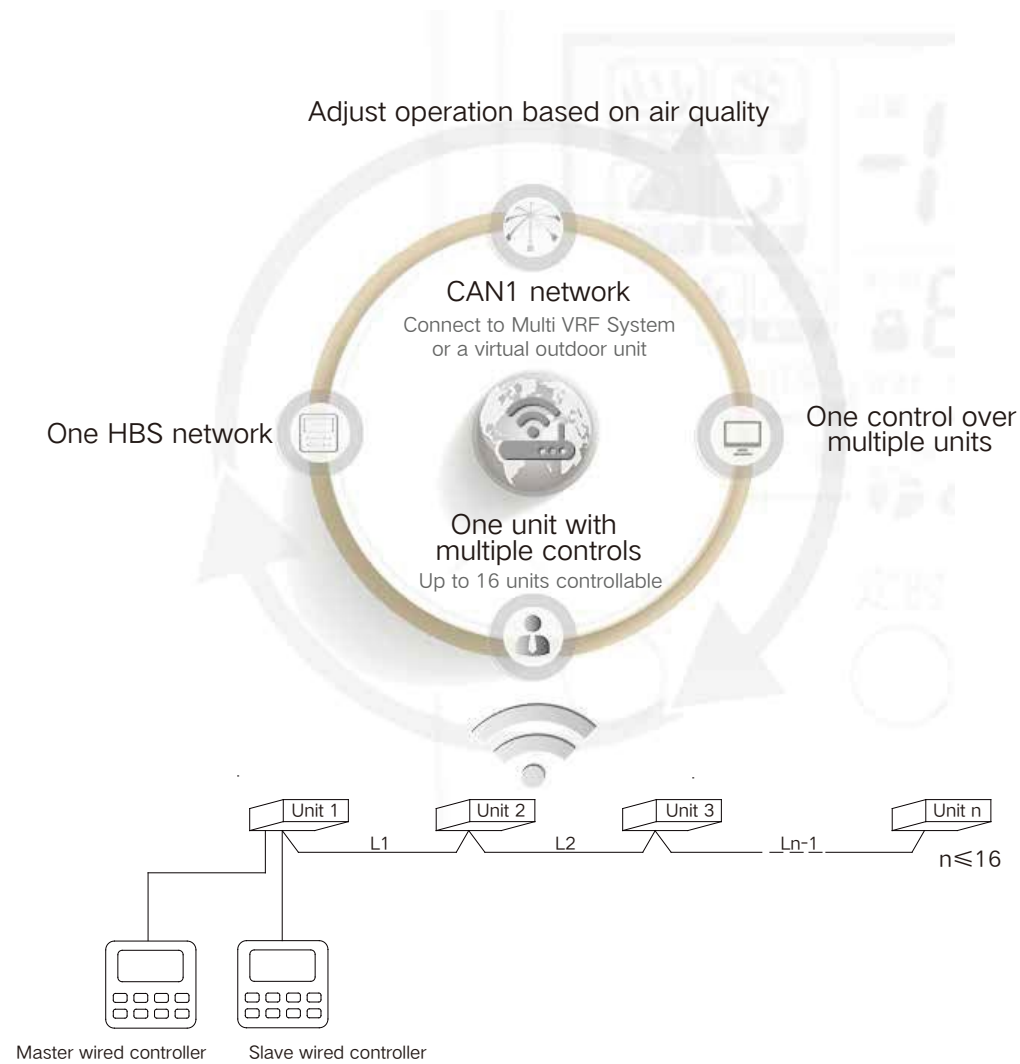 Adjust operation based on air quality
CAN1 network
Connect to Multi VRF System
or a virtual outdoor unit
One HBS network
One control over
multiple units
One unit with
multiple controls
Up to 16 units controllable
Unit 1
Unit 2
Unit 3
Unit n
L1
L2
Ln-1
n≤16
Master wired controller
Slave wired controller